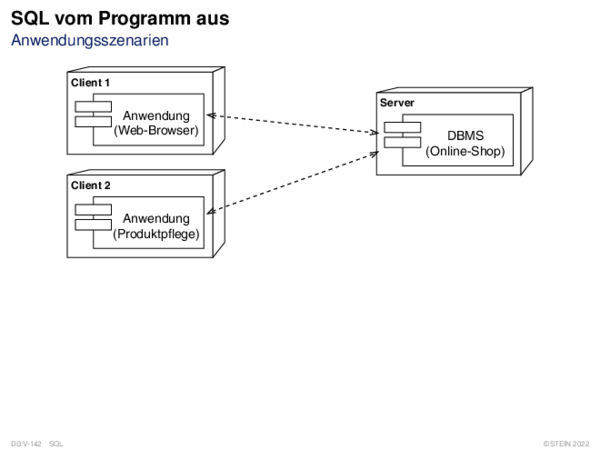 SQL vom Programm aus
Anwendungsszenarien
Client 1
Anwendung
(Web-Browser)
Client 2
Anwendung
(Produktpflege)
Server
DBMS
(Online-Shop)
DB:V-142 SQL
©STEIN 2022